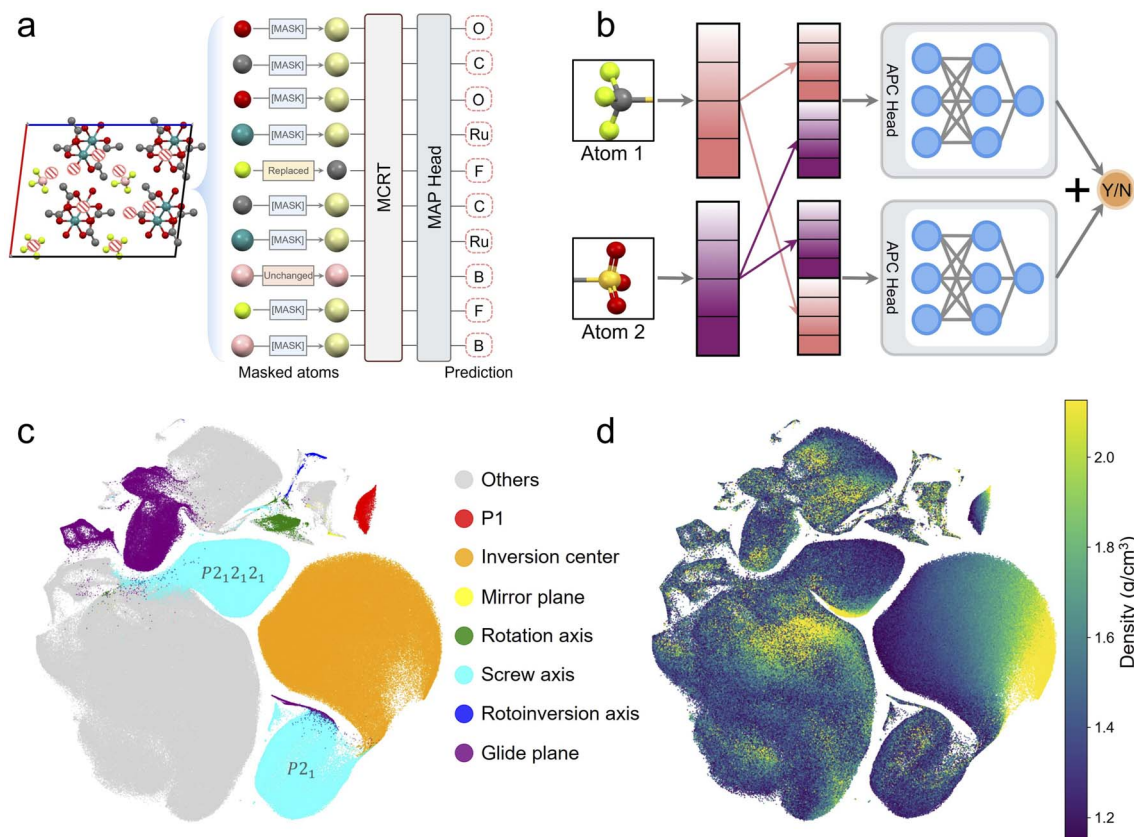 a
[MASK]
[MASK]
[MASK]
[MASK]
Replaced
[MASK]
[MASK]
Unchanged
[MASK]
[MASK]
Masked atoms
MCRT
MAP Head
O
C
O
Ru
F
C
Ru
B
F
B
Prediction
b
Atom 1
Atom 2
APC Head
APC Head
+
Y/N
c
P2₁2₁2₁
P2₁
Others
P1
Inversion center
Mirror plane
Rotation axis
Screw axis
Rotoinversion axis
Glide plane
d
2.0
1.8
1.6
1.4
1.2
Density (g/cm³)